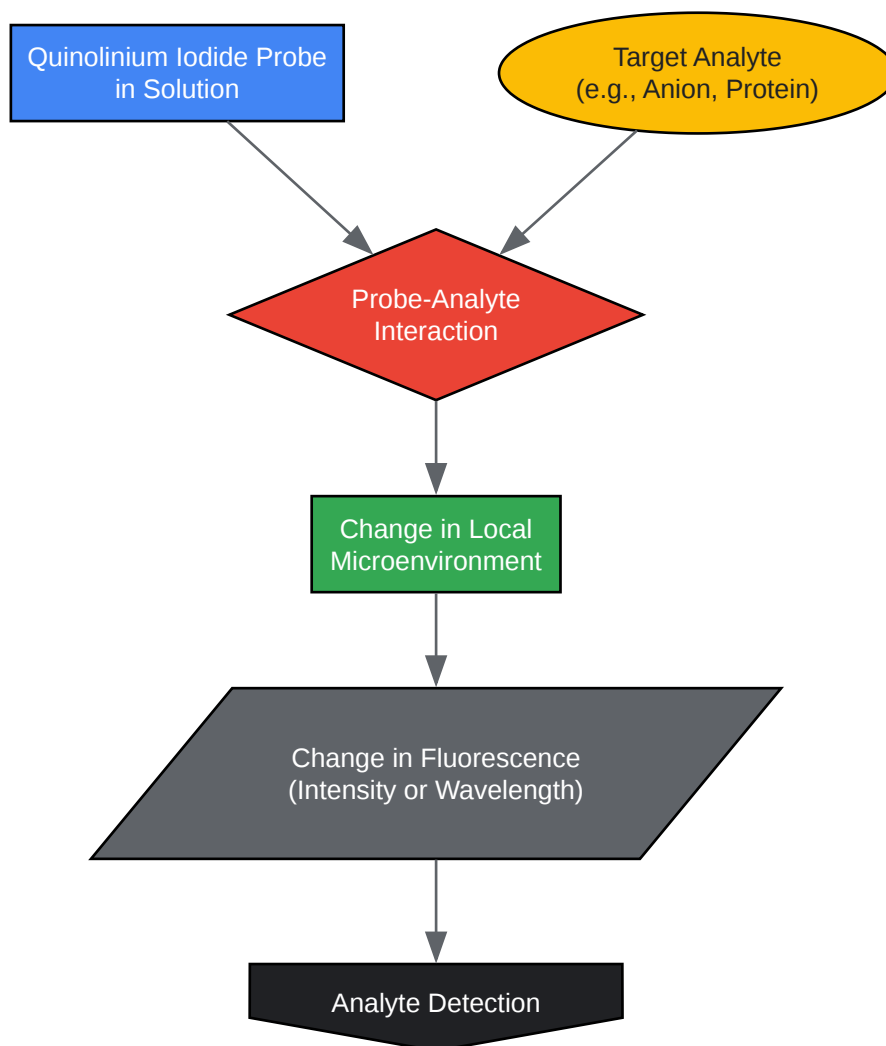 Quinolinium Iodide Probe
in Solution
Target Analyte
(e.g., Anion, Protein)
Probe-Analyte
Interaction
Change in Local
Microenvironment
Change in Fluorescence
(Intensity or Wavelength)
Analyte Detection